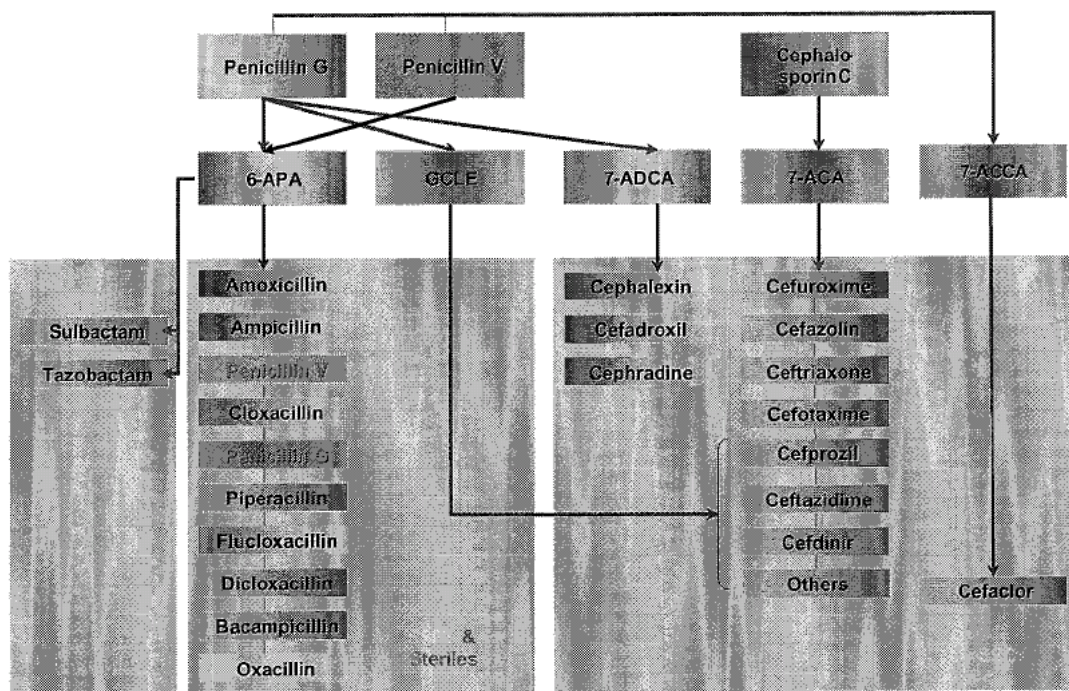 Penicillin G
Penicillin V
Cephalo
sporin C
6-APA
GCLE
7-ADCA
7-ACA
7-ACCA
Amoxicillin
Ampicillin
Penicillin V
Cloxacillin
Penicillin G
Piperacillin
Flucloxacillin
Dicloxacillin
Bacampicillin
Oxacillin
Sulbactam
Tazobactam
&
Steriles
Cephalexin
Cefadroxil
Cephradine
Cefuroxime
Cefazolin
Ceftriaxone
Cefotaxime
Cefprozil
Ceftazidime
Cefdinir
Others
Cefaclor